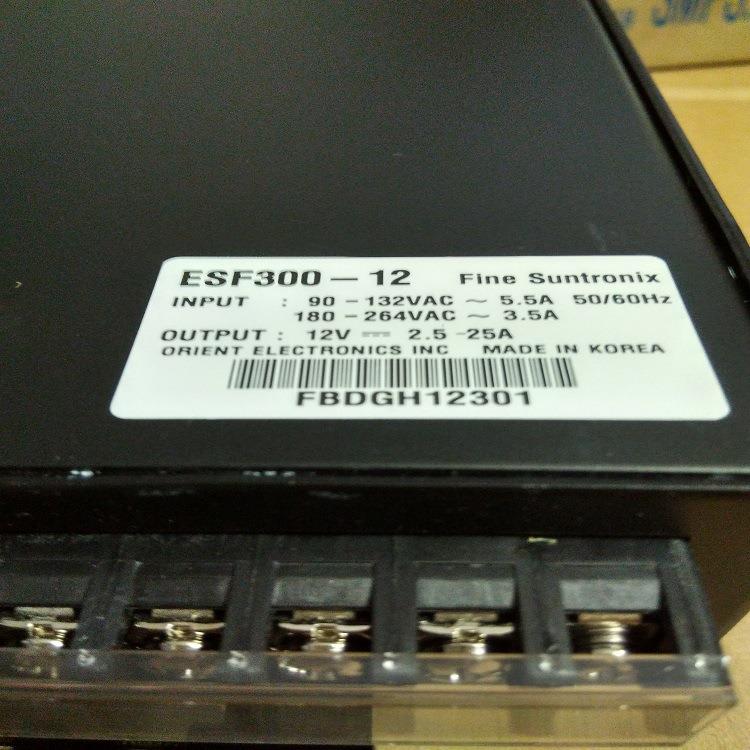 SMPS
ESF300 – 12 Fine Suntronix
INPUT : 90 – 132VAC ~ 5.5A 50/60Hz
180 – 264VAC ~ 3.5A
OUTPUT : 12V ⎓ 2.5 -25A
ORIENT ELECTRONICS INC MADE IN KOREA
FBDGH12301